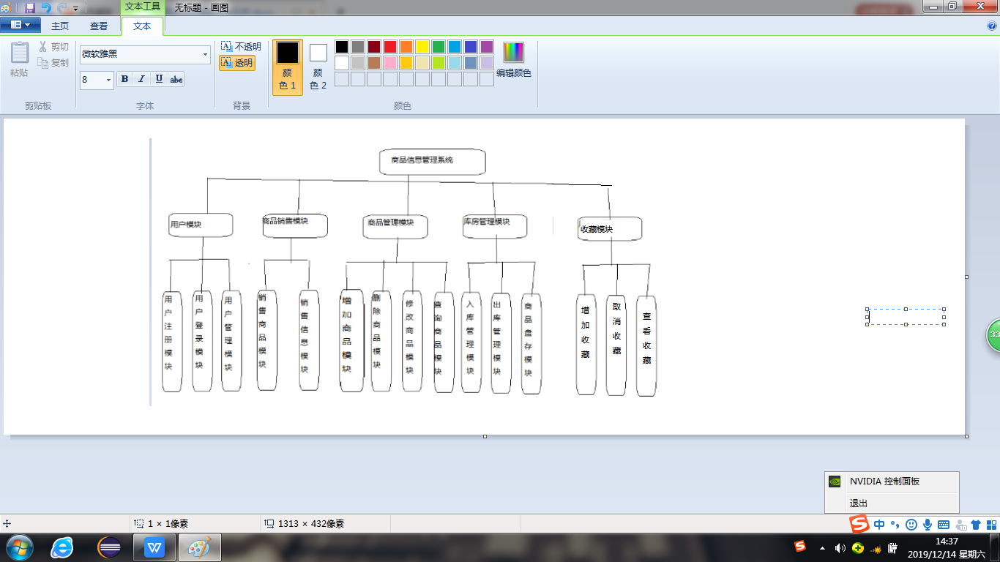 文本工具
无标题 - 画图
主页
查看
文本
粘贴
剪切
复制
剪贴板
微软雅黑
8
B I U abc
字体
不透明
透明
背景
颜色 1
颜色 2
编辑颜色
颜色
商品信息管理系统
用户模块
商品销售模块
商品管理模块
库房管理模块
收藏模块
用户注册模块
用户登录模块
用户管理模块
销售商品模块
销售信息模块
增加商品模块
删除商品模块
修改商品模块
查询商品模块
入库管理模块
出库管理模块
商品盘存模块
增加收藏
取消收藏
查看收藏
33
NVIDIA 控制面板
退出
1 × 1像素
1313 × 432像素
中
14:37
2019/12/14 星期六